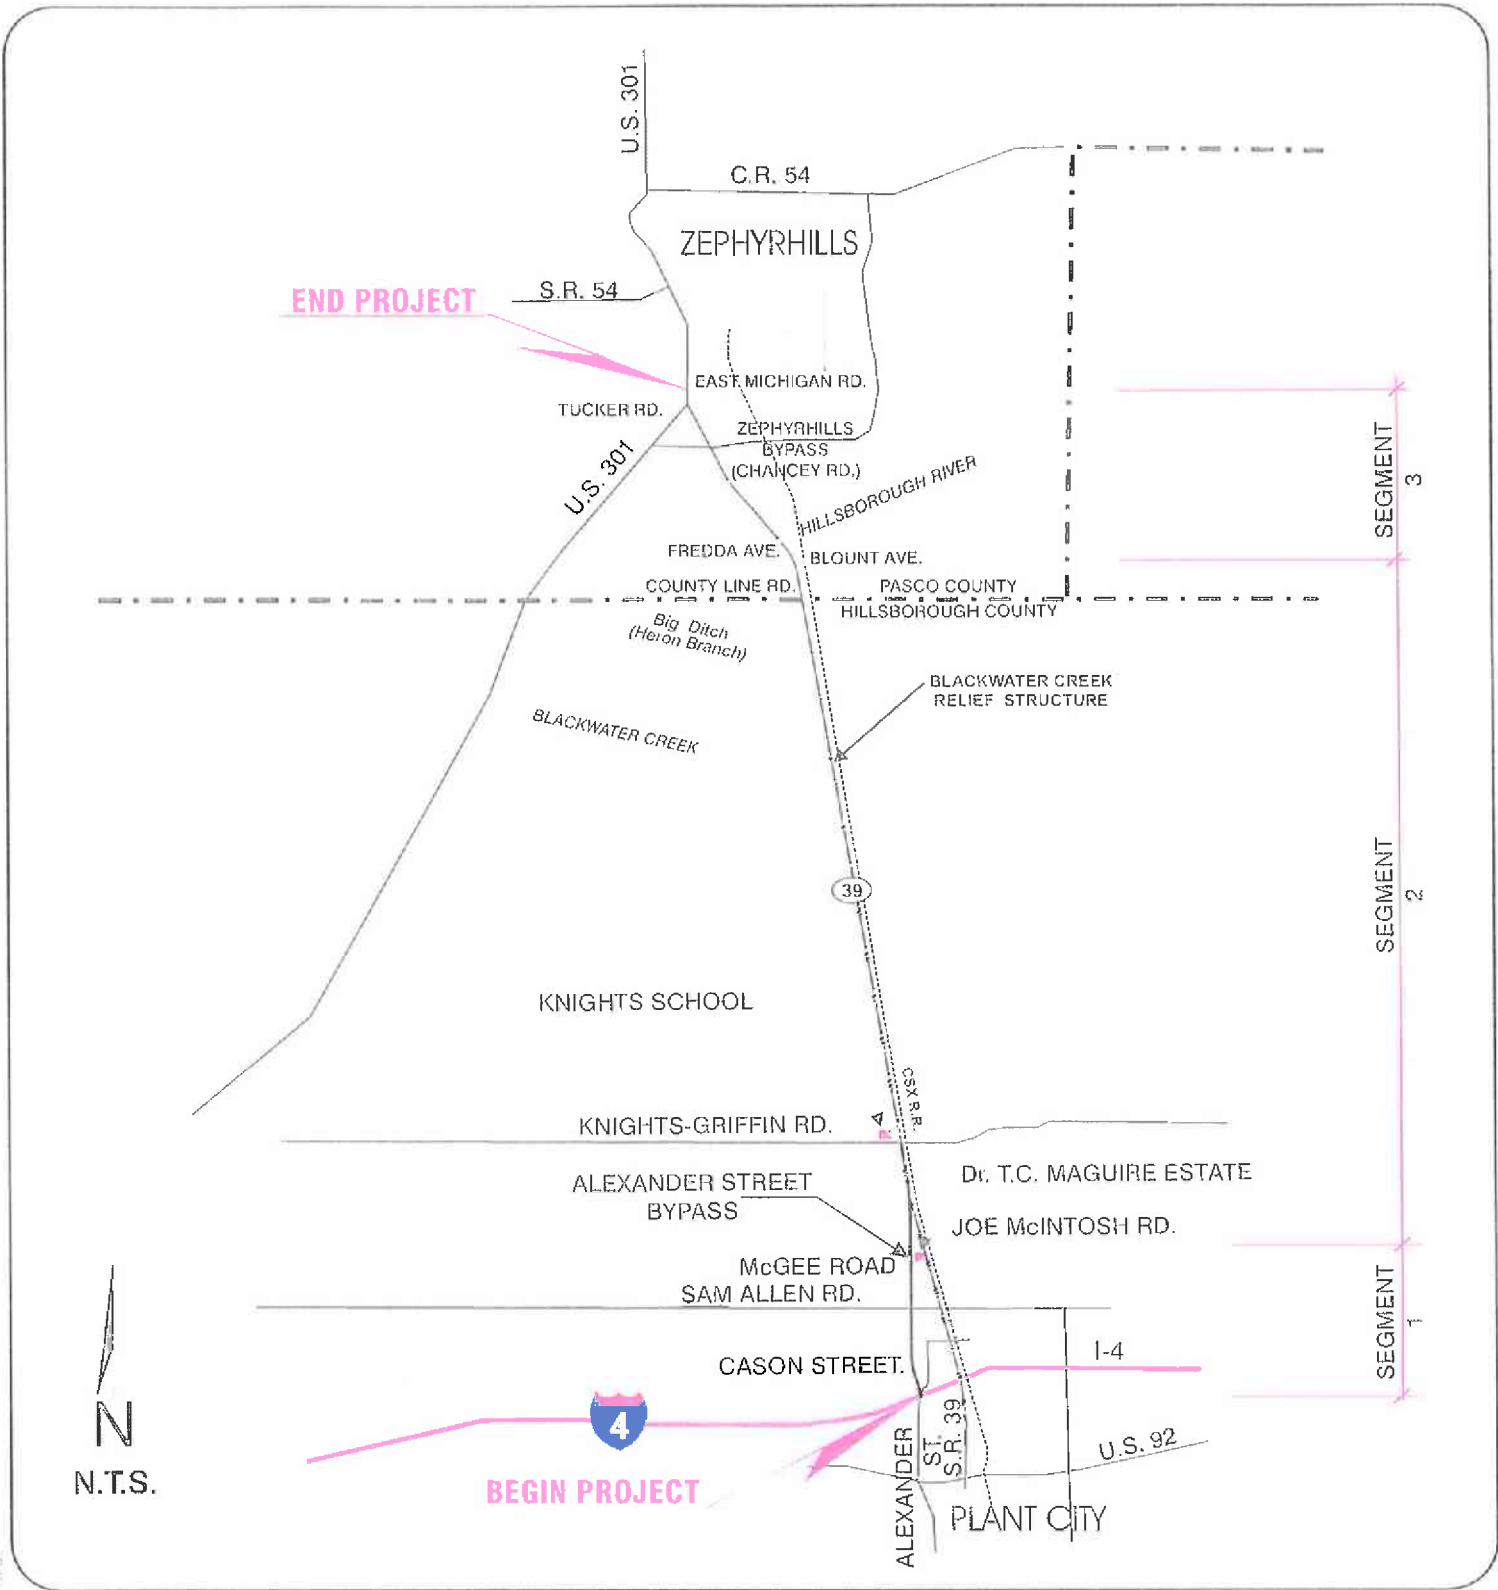 U.S. 301
C.R. 54
ZEPHYRHILLS
S.R. 54
END PROJECT
EAST MICHIGAN RD.
TUCKER RD.
ZEPHYRHILLS
BYPASS
(CHANCEY RD.)
U.S. 301
HILLSBOROUGH RIVER
SEGMENT
3
FREDDA AVE.
BLOUNT AVE.
COUNTY LINE RD.
PASCO COUNTY
HILLSBOROUGH COUNTY
Big Ditch
(Heron Branch)
BLACKWATER CREEK
RELIEF STRUCTURE
BLACKWATER CREEK
39
SEGMENT
2
KNIGHTS SCHOOL
CSX R.R.
KNIGHTS-GRIFFIN RD.
Dr. T.C. MAGUIRE ESTATE
ALEXANDER STREET
BYPASS
JOE McINTOSH RD.
McGEE ROAD
SAM ALLEN RD.
SEGMENT
1
CASON STREET.
I-4
4
N
N.T.S.
BEGIN PROJECT
ALEXANDER
ST.
S.R. 39
U.S. 92
PLANT CITY